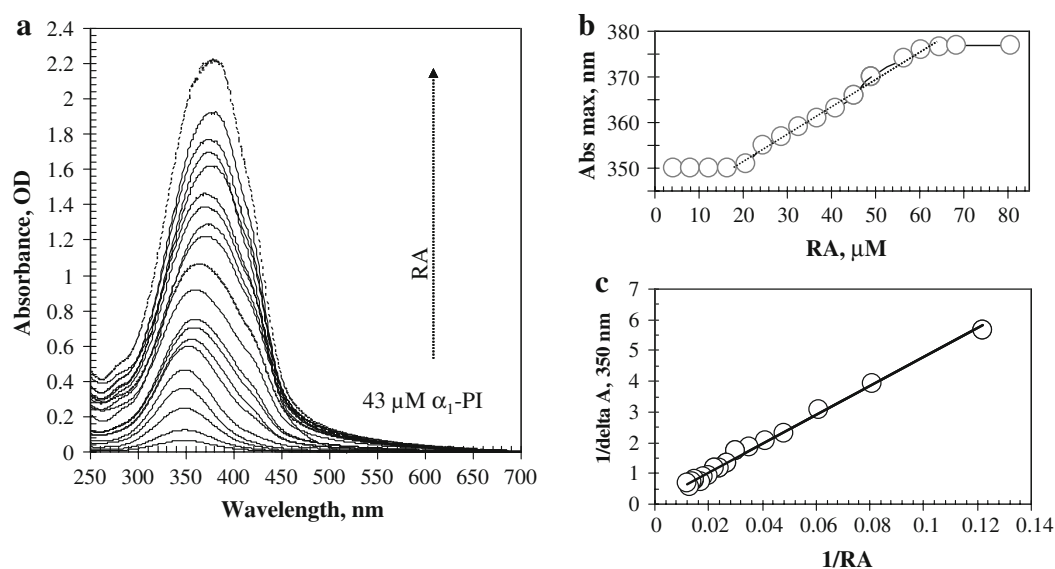 a
Absorbance, OD
2.4
2.2
2
1.8
1.6
1.4
1.2
1
0.8
0.6
0.4
0.2
0
RA
43 µM α₁-PI
250 300 350 400 450 500 550 600 650 700
Wavelength, nm
b
Abs max, nm
380
370
360
350
0 10 20 30 40 50 60 70 80
RA, µM
c
1/delta A, 350 nm
7
6
5
4
3
2
1
0
0 0.02 0.04 0.06 0.08 0.1 0.12 0.14
1/RA